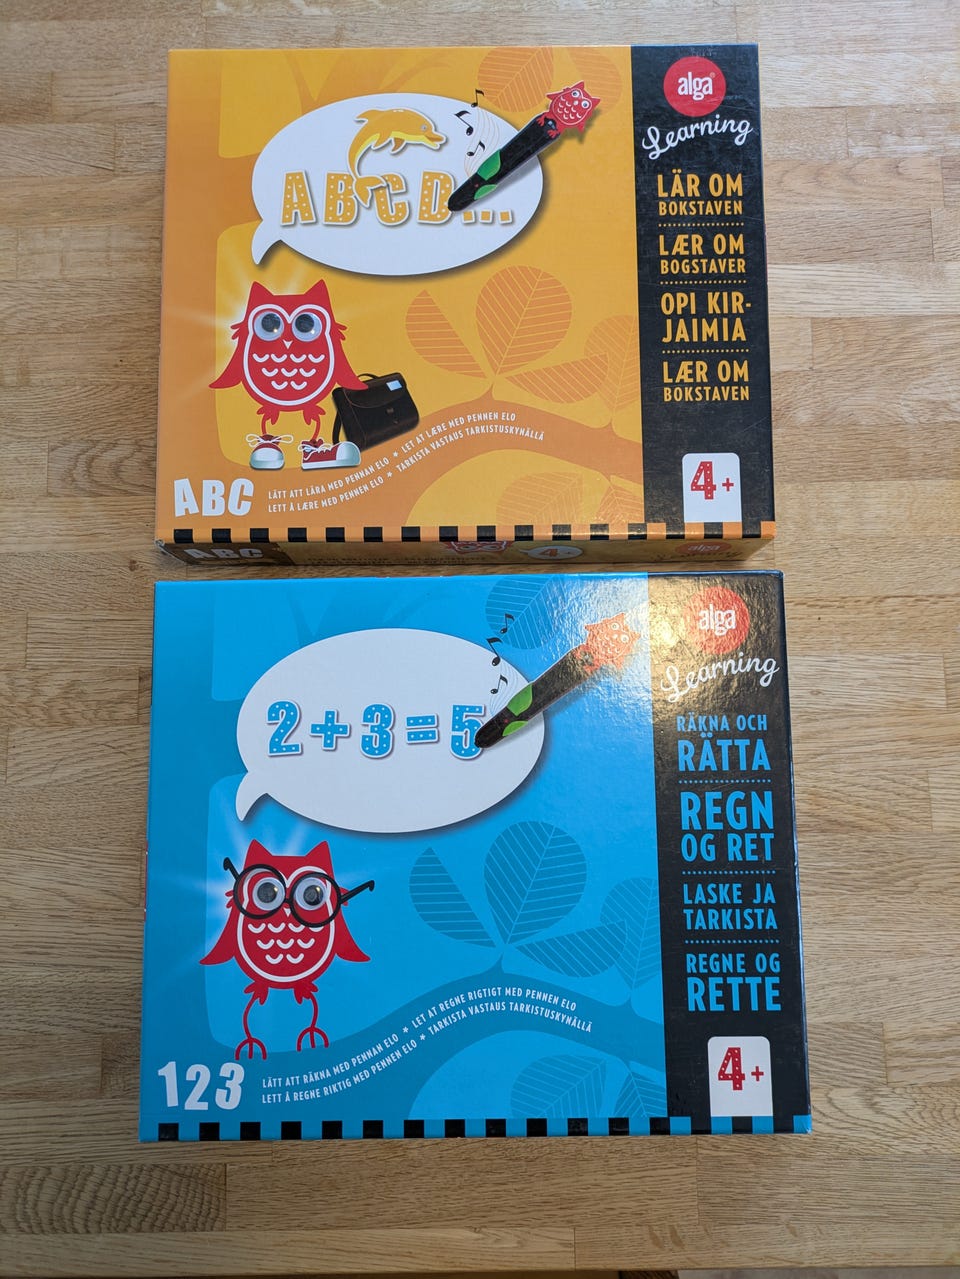 alga
Learning
LÄR OM
BOKSTAVEN
LÆR OM
BOGSTAVER
OPI KIR-
JAIMIA
LÆR OM
BOKSTAVEN
4+
ABCD...
LÄTT ATT LÄRA MED PENNAN ELO ★ LET AT LÆRE MED PENNEN ELO
LETT Å LÆRE MED PENNEN ELO ★ TARKISTA VASTAUS TARKISTUSKYNÄLLÄ
ABC
ABC
4+
alga
alga
Learning
RÄKNA OCH
RÄTTA
REGN
OG RET
LASKE JA
TARKISTA
REGNE OG
RETTE
4+
2+3=5
LÄTT ATT RÄKNA MED PENNAN ELO ★ LET AT REGNE RIGTIGT MED PENNEN ELO
LETT Å REGNE RIKTIG MED PENNEN ELO ★ TARKISTA VASTAUS TARKISTUSKYNÄLLÄ
123